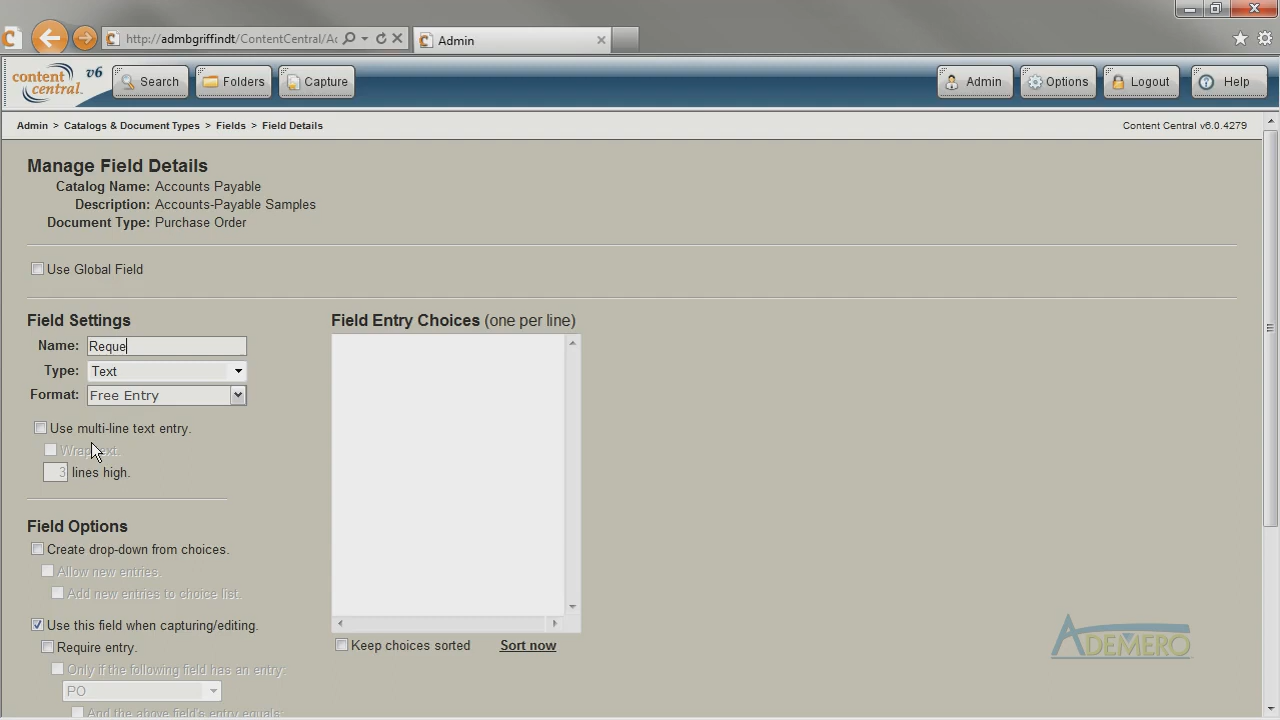 http://admbgriffindt/ContentCentral/Ac
Admin
content central. v6
Search
Folders
Capture
Admin
Options
Logout
Help
Admin > Catalogs & Document Types > Fields > Field Details
Content Central v6.0.4279
Manage Field Details
Catalog Name: Accounts Payable
Description: Accounts-Payable Samples
Document Type: Purchase Order
Use Global Field
Field Settings
Field Entry Choices (one per line)
Name: Reque
Type: Text
Format: Free Entry
Use multi-line text entry.
Wrap text.
3 lines high.
Field Options
Create drop-down from choices.
Allow new entries.
Add new entries to choice list.
Use this field when capturing/editing.
Require entry.
Keep choices sorted
Sort now
Only if the following field has an entry:
PO
And the above field's entry equals:
ADEMERO